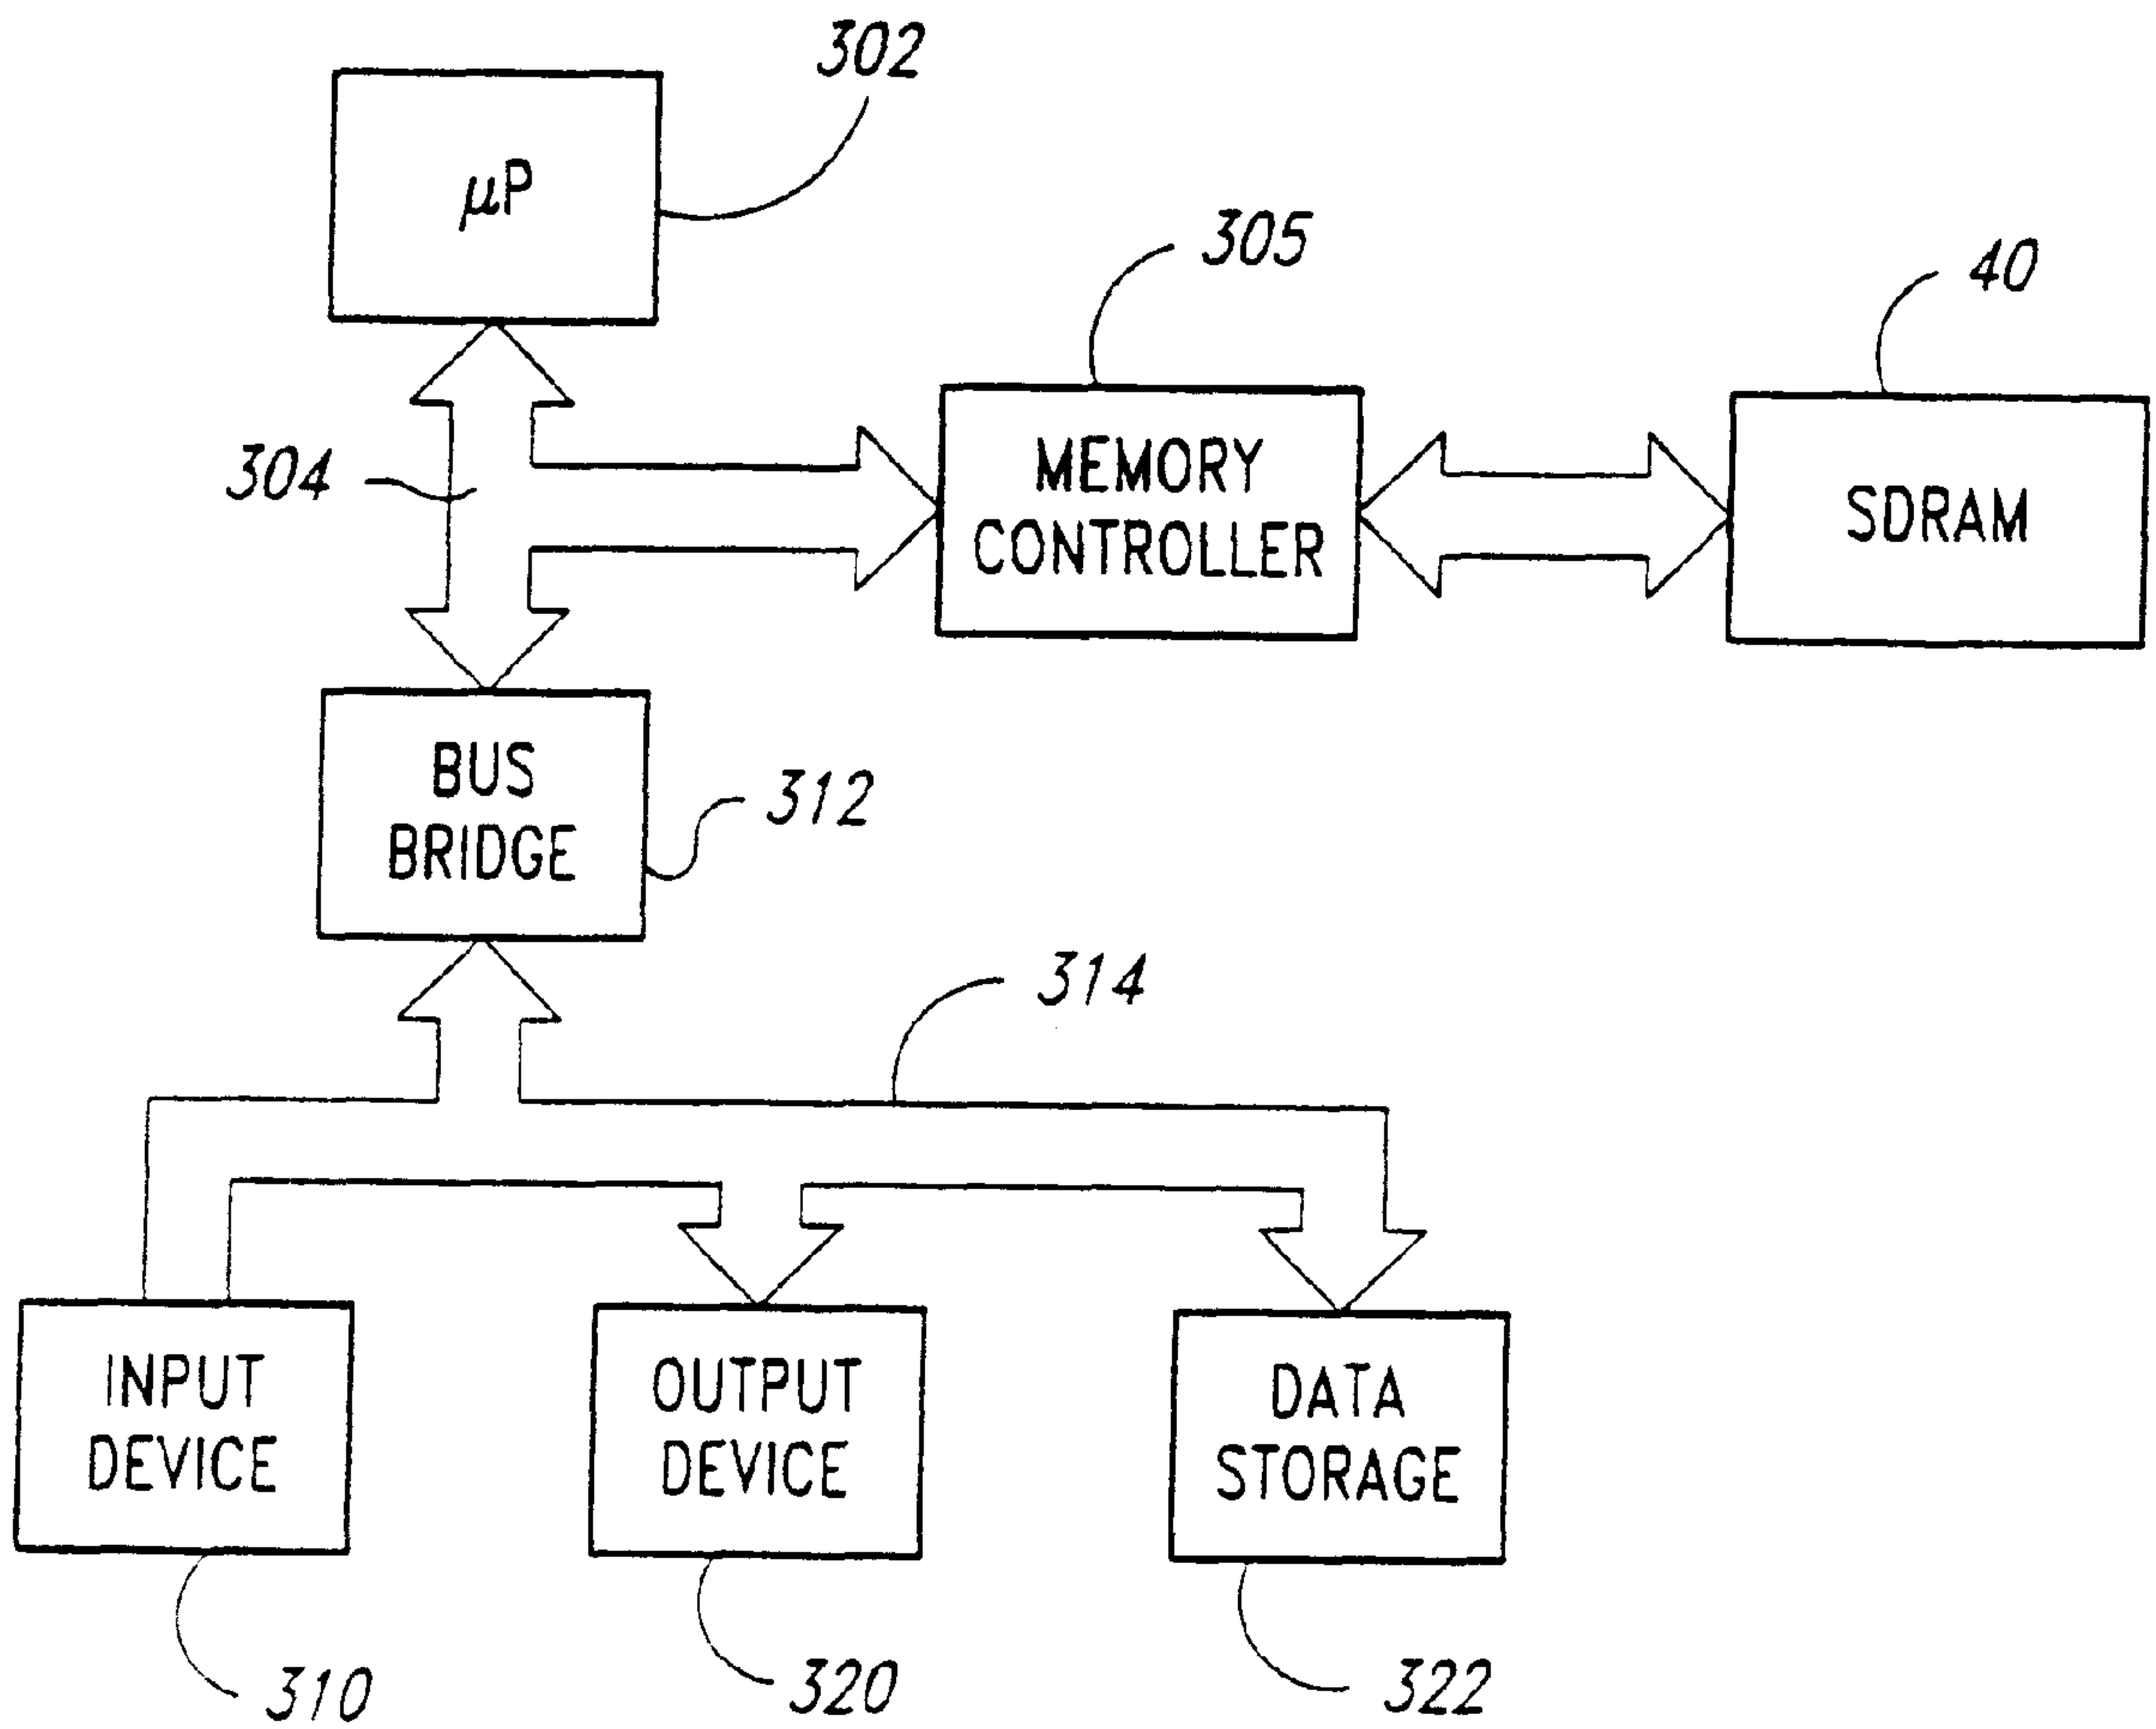 302
μP
305
40
304
MEMORY
CONTROLLER
SDRAM
BUS
BRIDGE
312
314
INPUT
DEVICE
OUTPUT
DEVICE
DATA
STORAGE
310
320
322